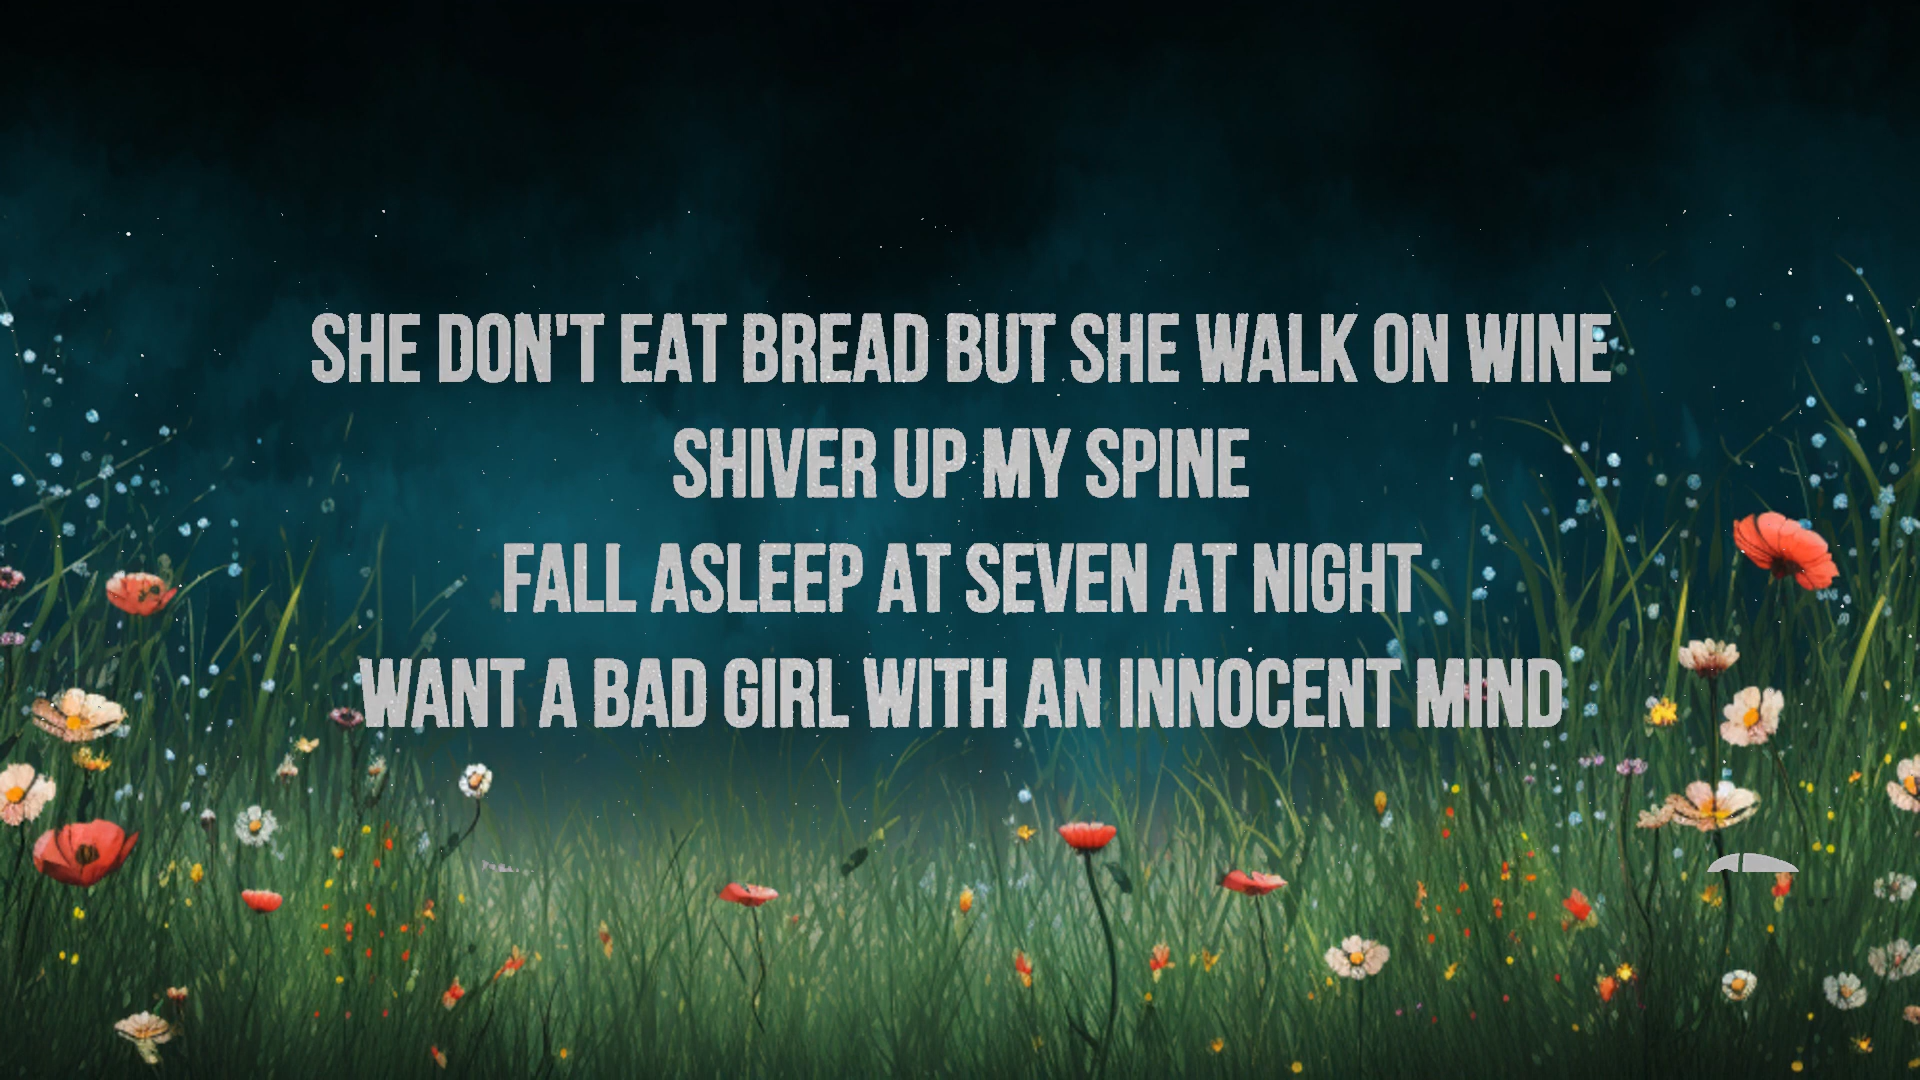 SHE DON'T EAT BREAD BUT SHE WALK ON WINE
SHIVER UP MY SPINE
FALL ASLEEP AT SEVEN AT NIGHT
WANT A BAD GIRL WITH AN INNOCENT MIND